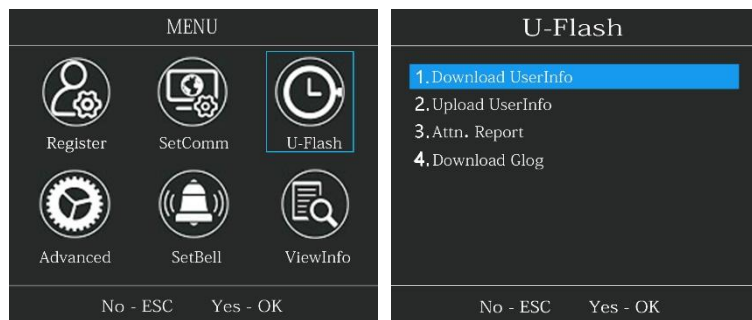 MENU
Register SetComm U-Flash
Advanced SetBell ViewInfo
No - ESC Yes - OK
U-Flash
1.Download UserInfo
2.Upload UserInfo
3.Attn. Report
4.Download Glog
No - ESC Yes - OK